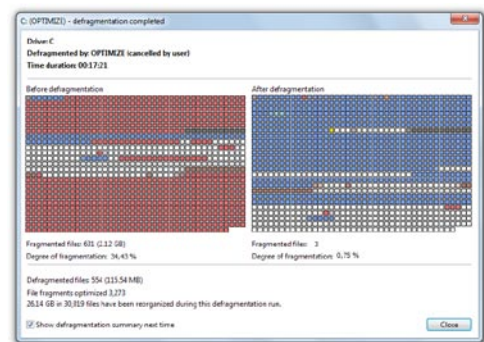 C: (OPTIMIZE) - defragmentation completed
Drive: C
Defragmented by: OPTIMIZE (cancelled by user)
Time duration: 00:17:21
Before defragmentation
After defragmentation
Fragmented files: 631 (2.12 GB)
Degree of fragmentation: 34,43 %
Fragmented files: 3
Degree of fragmentation: 0,75 %
Defragmented files: 554 (115.54 MB)
File fragments optimized 3,273
26.14 GB in 30,819 files have been reorganized during this defragmentation run.
Show defragmentation summary next time
Close